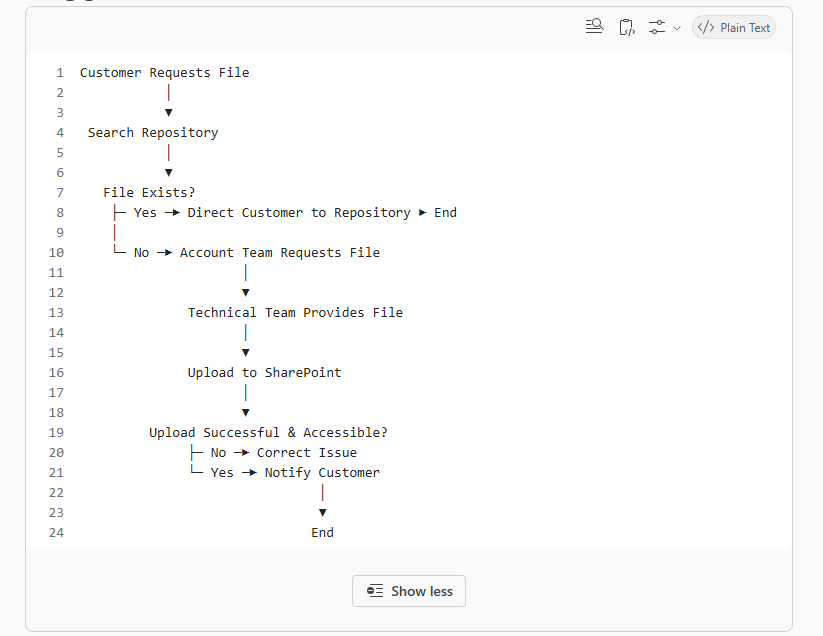 Plain Text
1 Customer Requests File
2 │
3 ▼
4 Search Repository
5 │
6 ▼
7 File Exists?
8 ├─ Yes ─► Direct Customer to Repository ► End
9 │
10 └─ No ─► Account Team Requests File
11 │
12 ▼
13 Technical Team Provides File
14 │
15 ▼
16 Upload to SharePoint
17 │
18 ▼
19 Upload Successful & Accessible?
20 ├─ No ─► Correct Issue
21 └─ Yes ─► Notify Customer
22 │
23 ▼
24 End
Show less